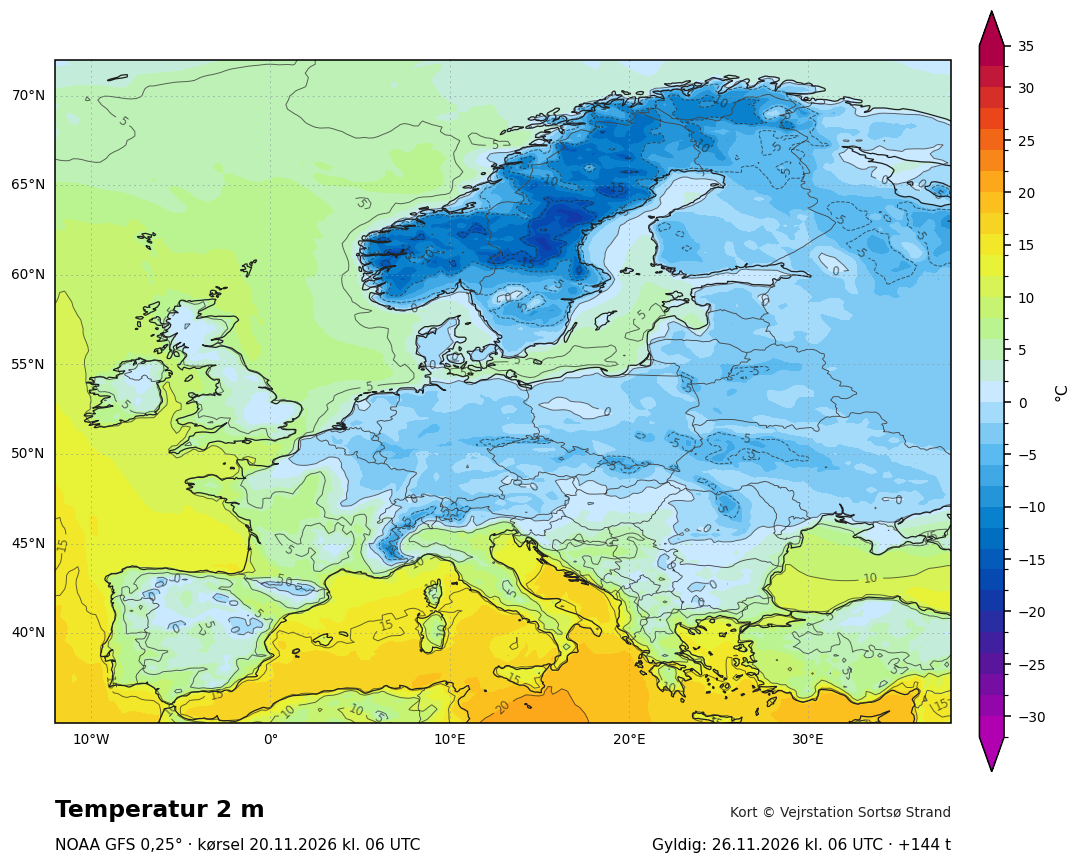 35
30
25
20
15
10
5
0
−5
−10
−15
−20
−25
−30
°C
70°N
65°N
60°N
55°N
50°N
45°N
40°N
10°W 0° 10°E 20°E 30°E
Temperatur 2 m
Kort © Vejrstation Sortsø Strand
NOAA GFS 0,25° · kørsel 20.11.2026 kl. 06 UTC
Gyldig: 26.11.2026 kl. 06 UTC · +144 t